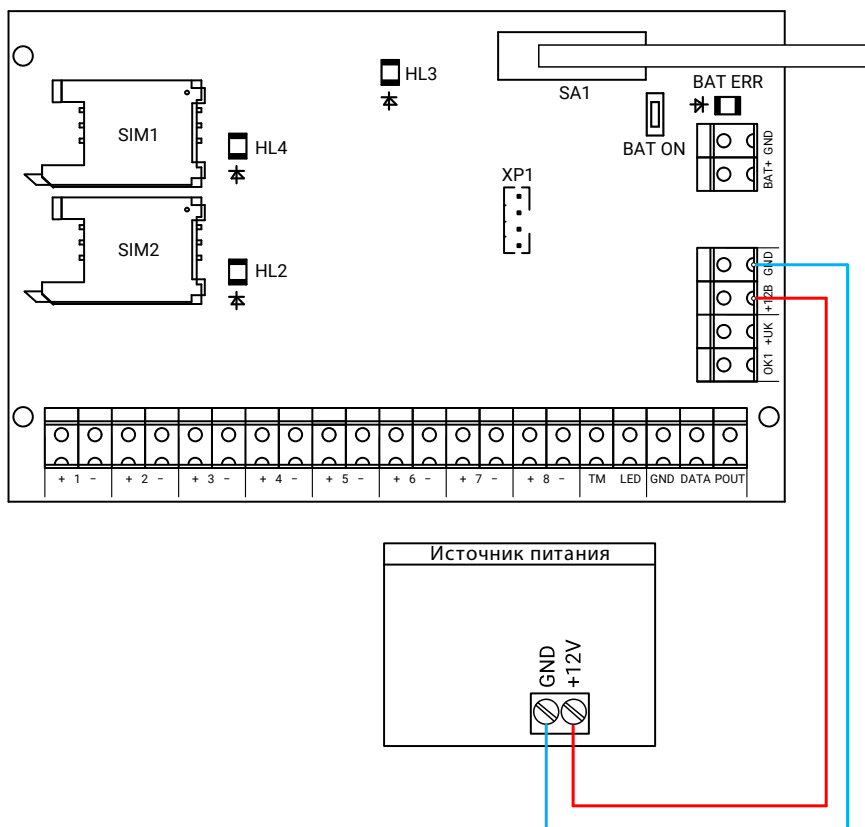 HL3
SA1
BAT ERR
SIM1
HL4
BAT ON
BAT+ GND
XP1
SIM2
HL2
GND
+12В
+UK
OK1
+ 1 − + 2 − + 3 − + 4 − + 5 − + 6 − + 7 − + 8 − TM LED GND DATA POUT
Источник питания
GND
+12V